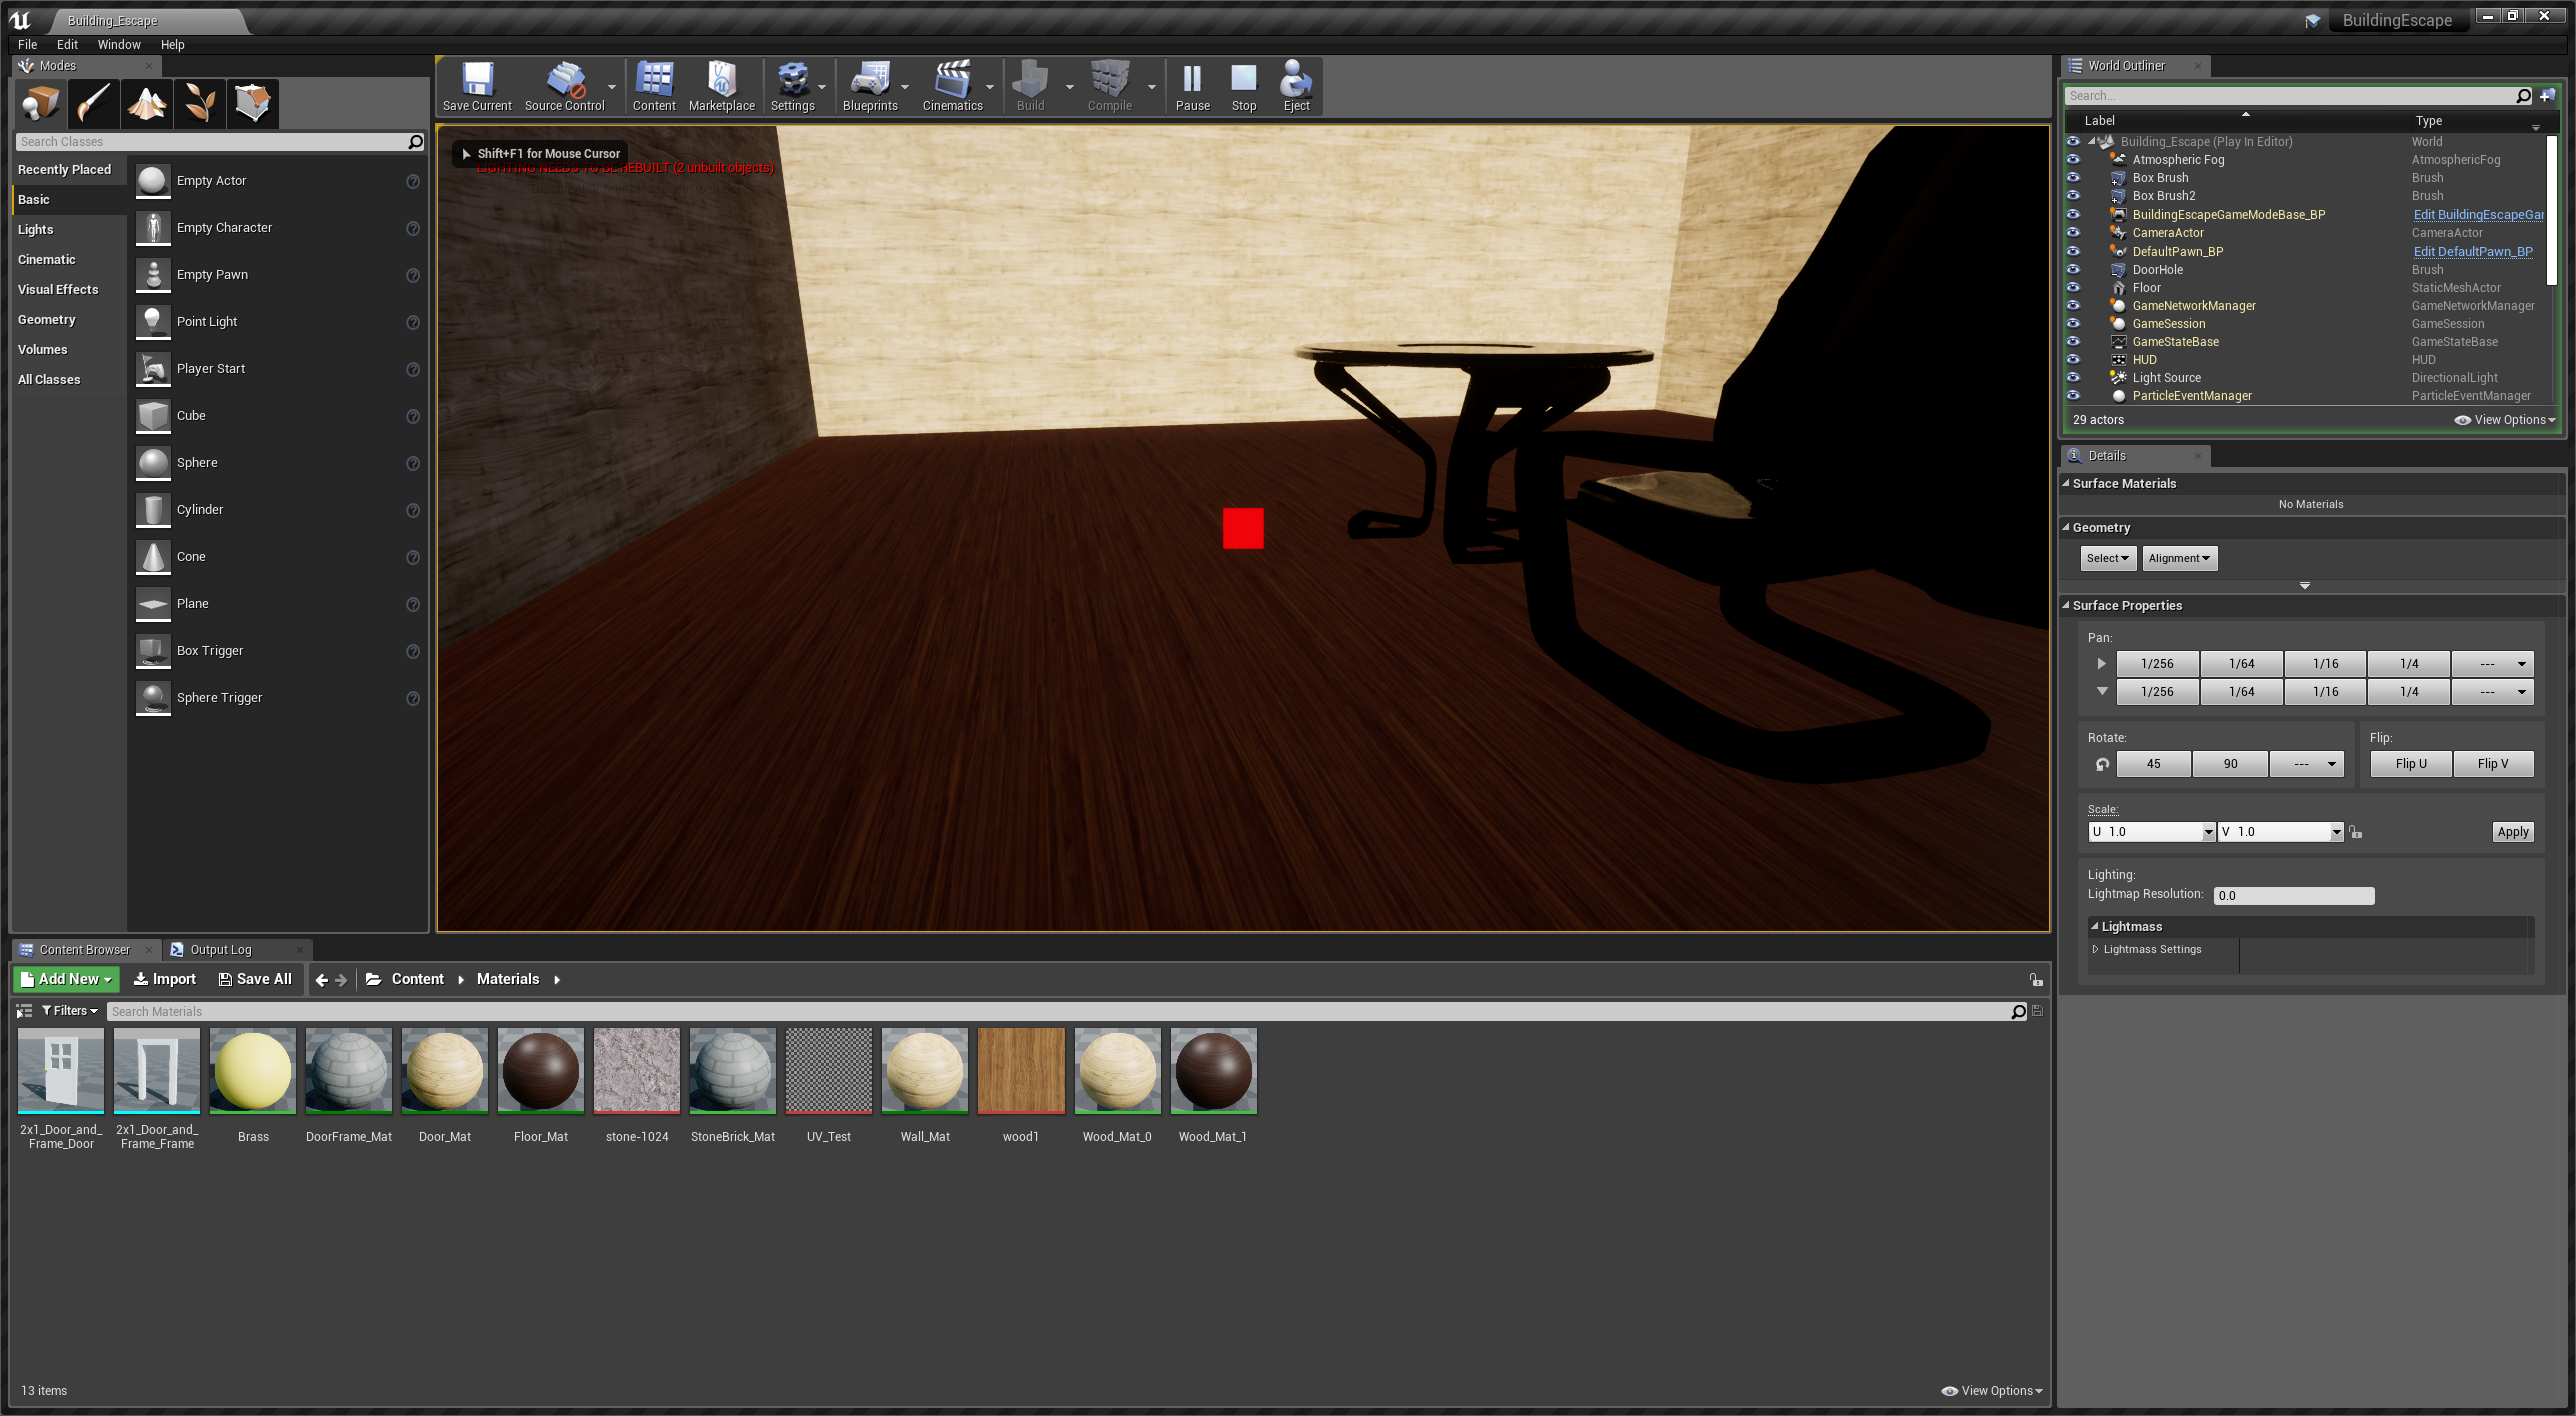 Building_Escape
BuildingEscape
File Edit Window Help
Modes
Search Classes
Recently Placed
Basic
Lights
Cinematic
Visual Effects
Geometry
Volumes
All Classes
Empty Actor
Empty Character
Empty Pawn
Point Light
Player Start
Cube
Sphere
Cylinder
Cone
Plane
Box Trigger
Sphere Trigger
Save Current Source Control Content Marketplace Settings Blueprints Cinematics Build Compile Pause Stop Eject
Shift+F1 for Mouse Cursor
LIGHTING NEEDS TO BE REBUILT (2 unbuilt objects)
World Outliner
Search...
Label Type
Building_Escape (Play In Editor) World
Atmospheric Fog AtmosphericFog
Box Brush Brush
Box Brush2 Brush
BuildingEscapeGameModeBase_BP Edit BuildingEscapeGa
CameraActor CameraActor
DefaultPawn_BP Edit DefaultPawn_BP
DoorHole Brush
Floor StaticMeshActor
GameNetworkManager GameNetworkManager
GameSession GameSession
GameStateBase GameStateBase
HUD HUD
Light Source DirectionalLight
ParticleEventManager ParticleEventManager
29 actors View Options
Details
Surface Materials
No Materials
Geometry
Select Alignment
Surface Properties
Pan:
1/256 1/64 1/16 1/4 ---
1/256 1/64 1/16 1/4 ---
Rotate: Flip:
45 90 --- Flip U Flip V
Scale:
U 1.0 V 1.0 Apply
Lighting:
Lightmap Resolution: 0.0
Lightmass
Lightmass Settings
Content Browser Output Log
Add New Import Save All Content Materials
Filters Search Materials
2x1_Door_and_
Frame_Door
2x1_Door_and_
Frame_Frame
Brass
DoorFrame_Mat
Door_Mat
Floor_Mat
stone-1024
StoneBrick_Mat
UV_Test
Wall_Mat
wood1
Wood_Mat_0
Wood_Mat_1
13 items View Options